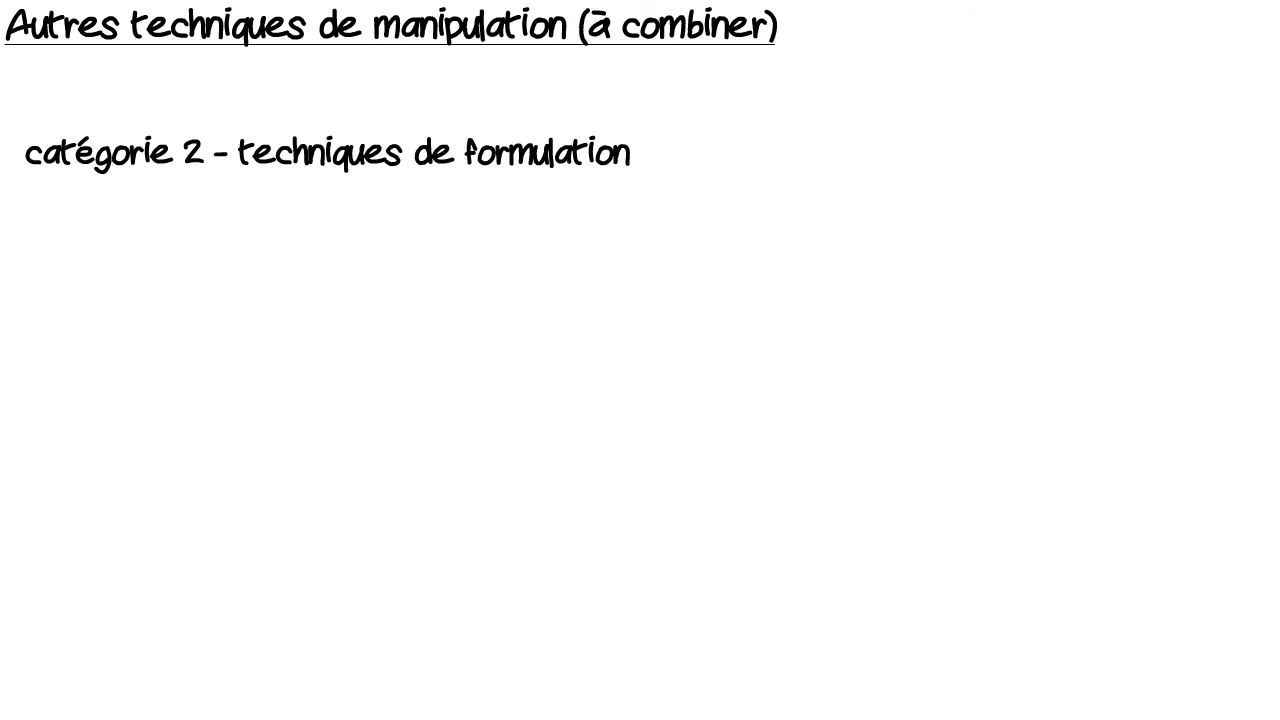 Autres techniques de manipulation (à combiner)
catégorie 2 - techniques de formulation